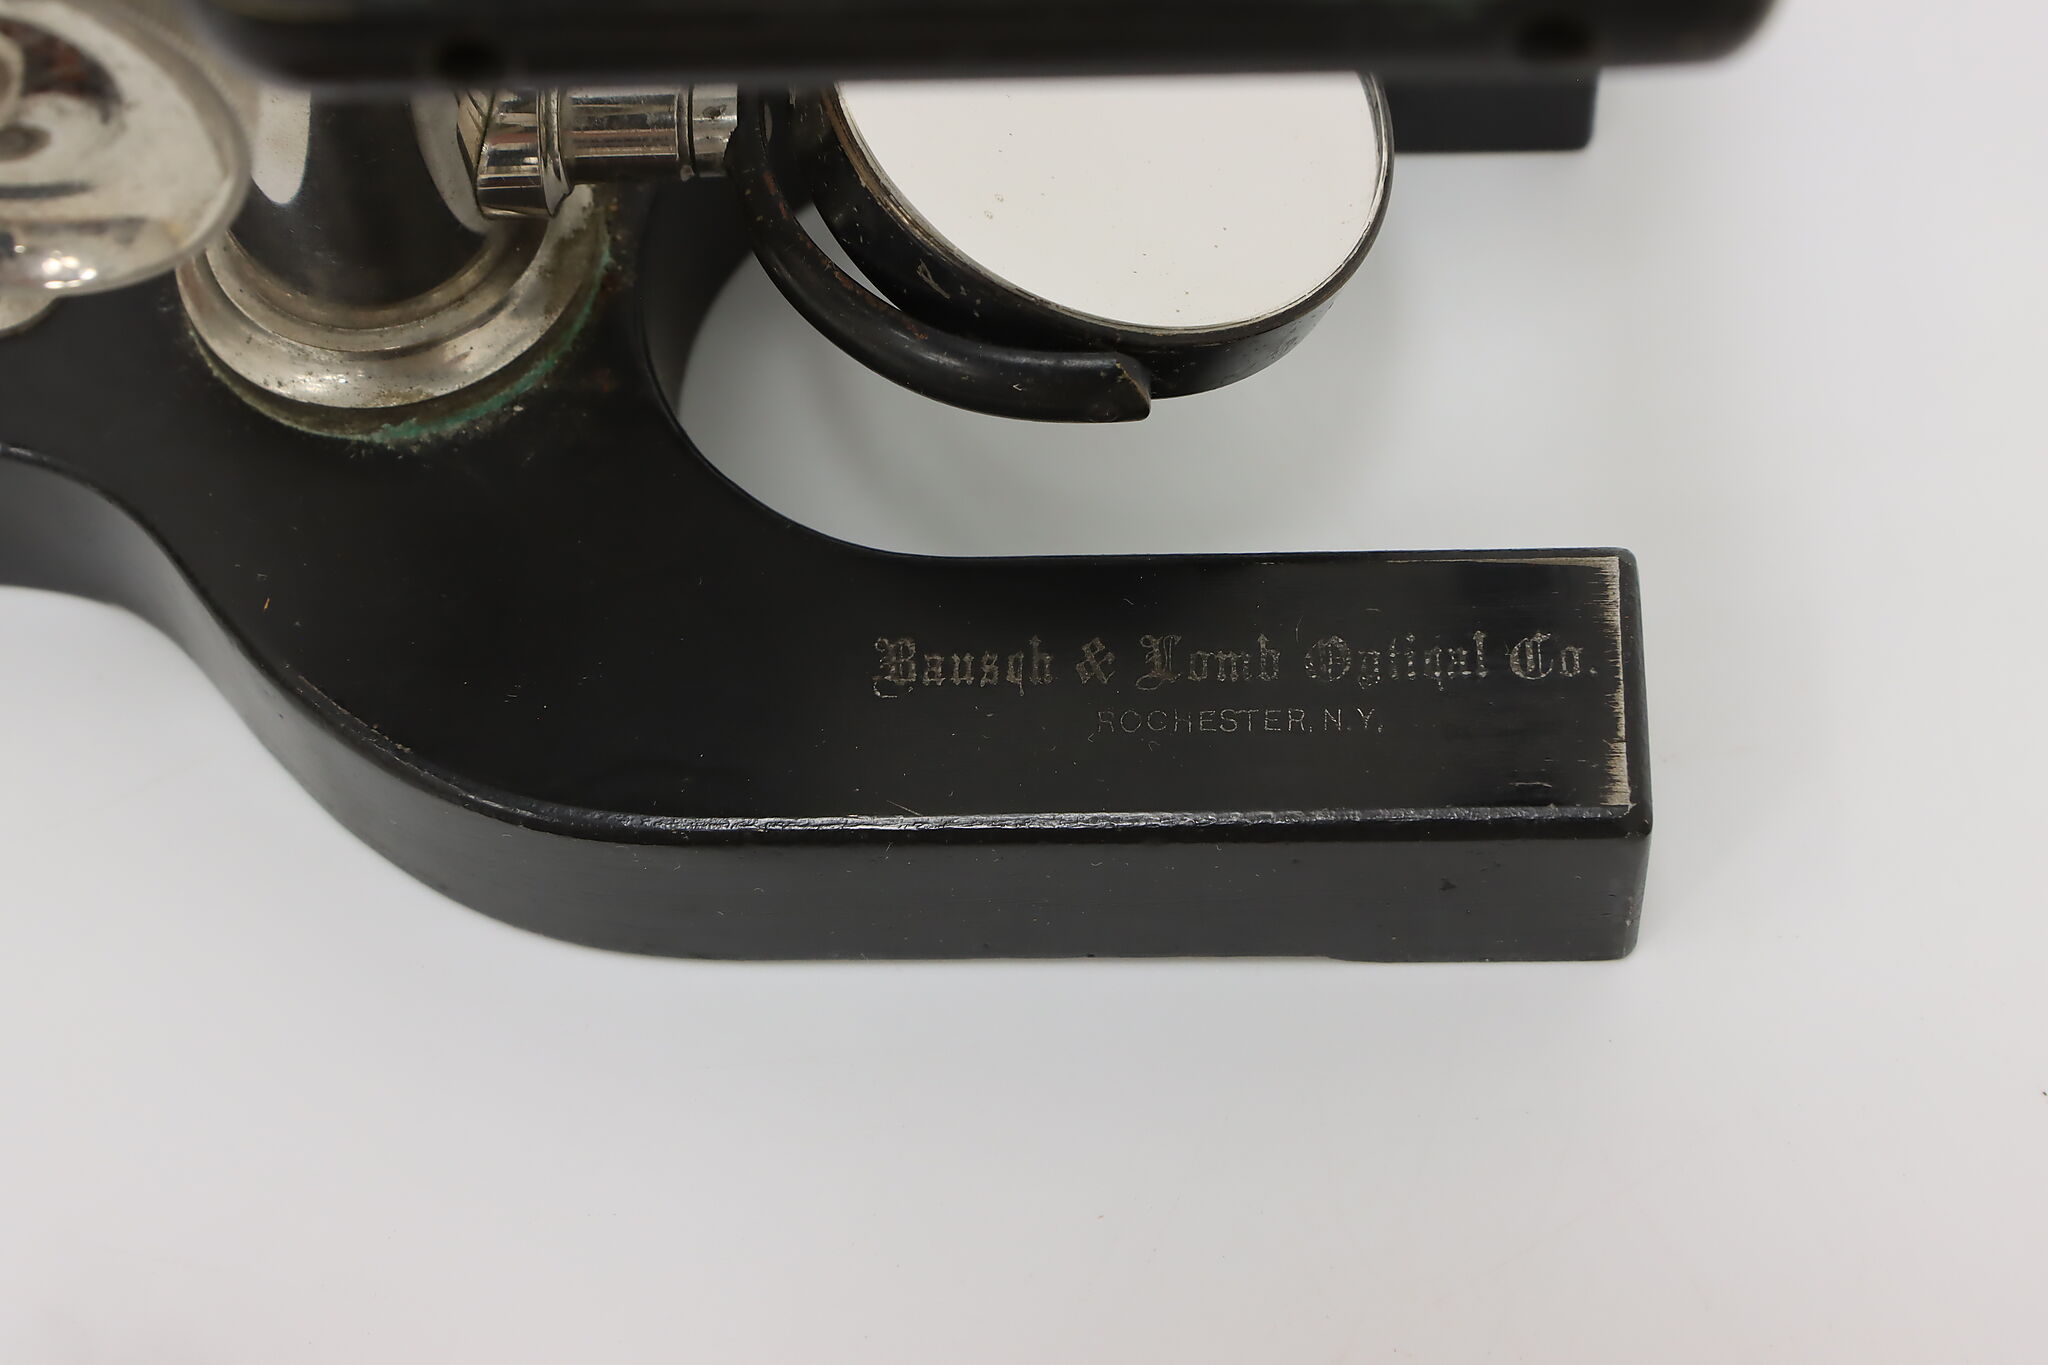 Bausch & Lomb Optical Co.
ROCHESTER, N.Y.